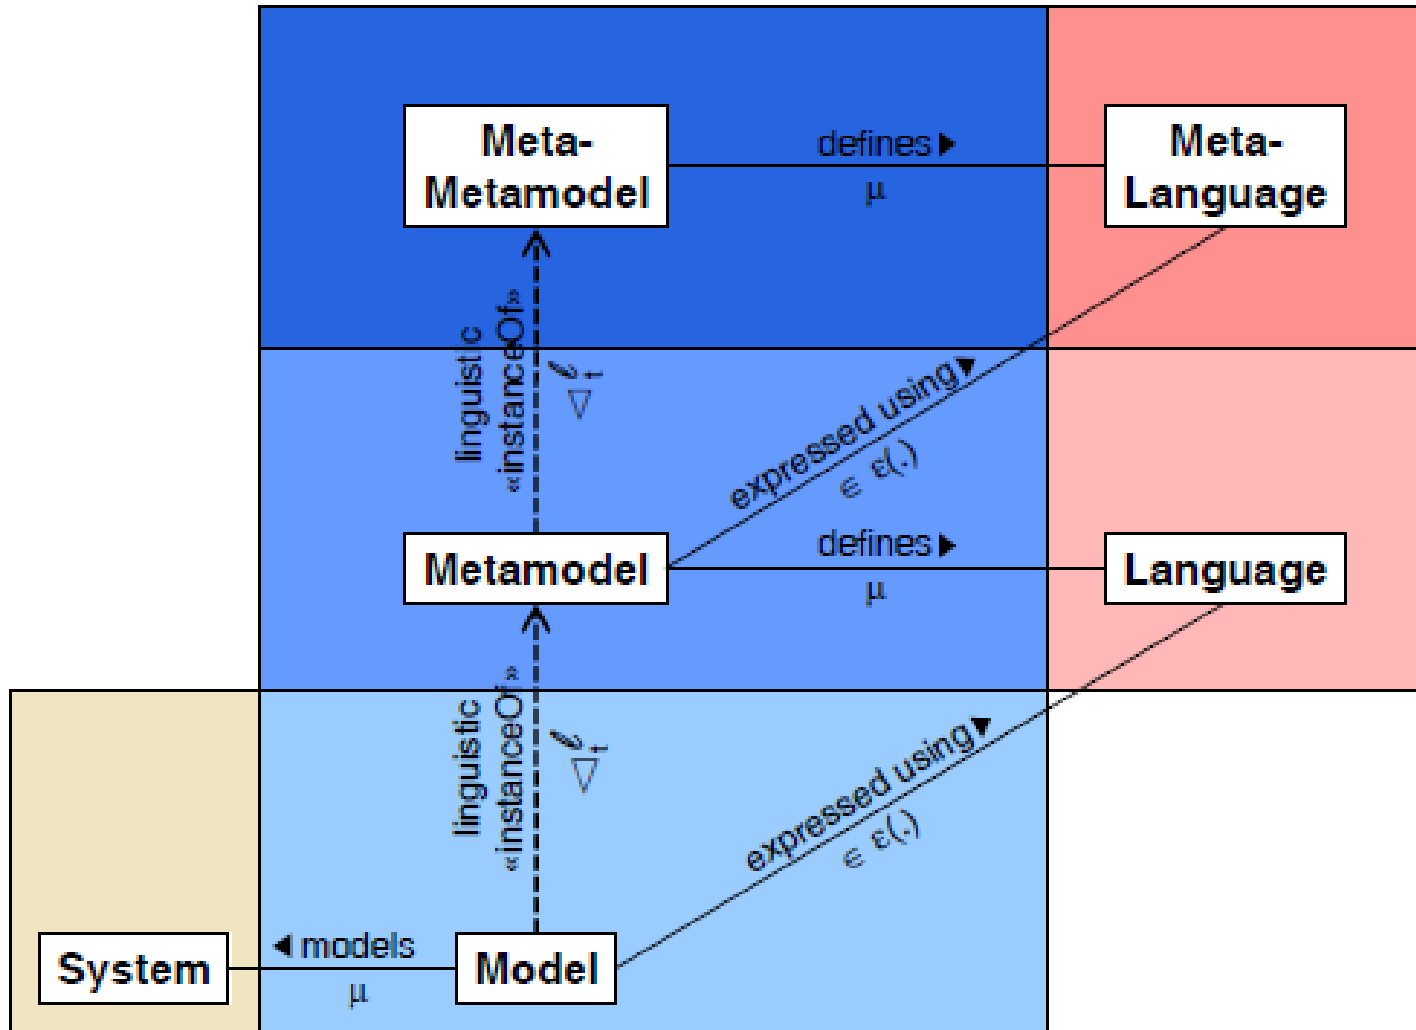 Meta-
Metamodel
defines ►
μ
Meta-
Language
linguistic
«instanceOf»
◁ ℓ t
expressed using ►
∈ ε(.)
Metamodel
defines ►
μ
Language
linguistic
«instanceOf»
◁ ℓ t
expressed using ►
∈ ε(.)
System
◄ models
μ
Model